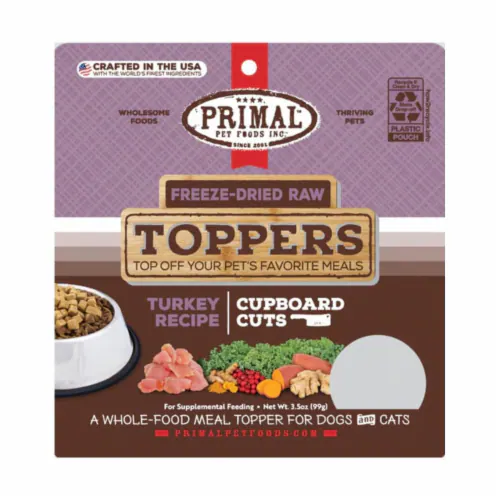 CRAFTED IN THE USA
WITH THE WORLD'S FINEST INGREDIENTS
WHOLESOME
FOODS
PRIMAL
PET FOODS INC.
SINCE 2001
THRIVING
PETS
PLASTIC
POUCH
FREEZE-DRIED RAW
TOPPERS
TOP OFF YOUR PET'S FAVORITE MEALS
TURKEY
RECIPE
CUPBOARD
CUTS
For Supplemental Feeding • Net Wt. 3.5oz (99g)
A WHOLE-FOOD MEAL TOPPER FOR DOGS and CATS
PRIMALPETFOODS.COM